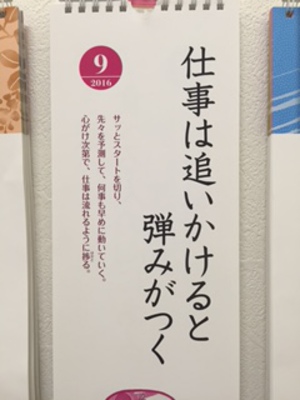 9
2016
仕事は追いかけると
弾みがつく
サッとスタートを切り、
先々を予測して、何事も早めに動いていく。
心がけ次第で、仕事は流れるように捗る。